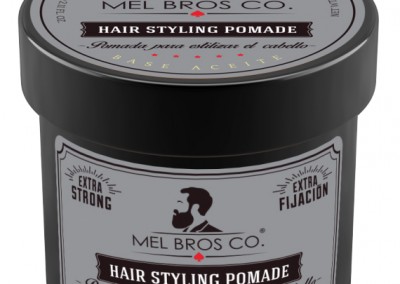 MEL BROS CO.
HAIR STYLING POMADE
Pomada para estilizar el cabello
BASE ACEITE
EXTRA
STRONG
EXTRA
FIJACIÓN
MEL BROS CO.®
HAIR STYLING POMADE